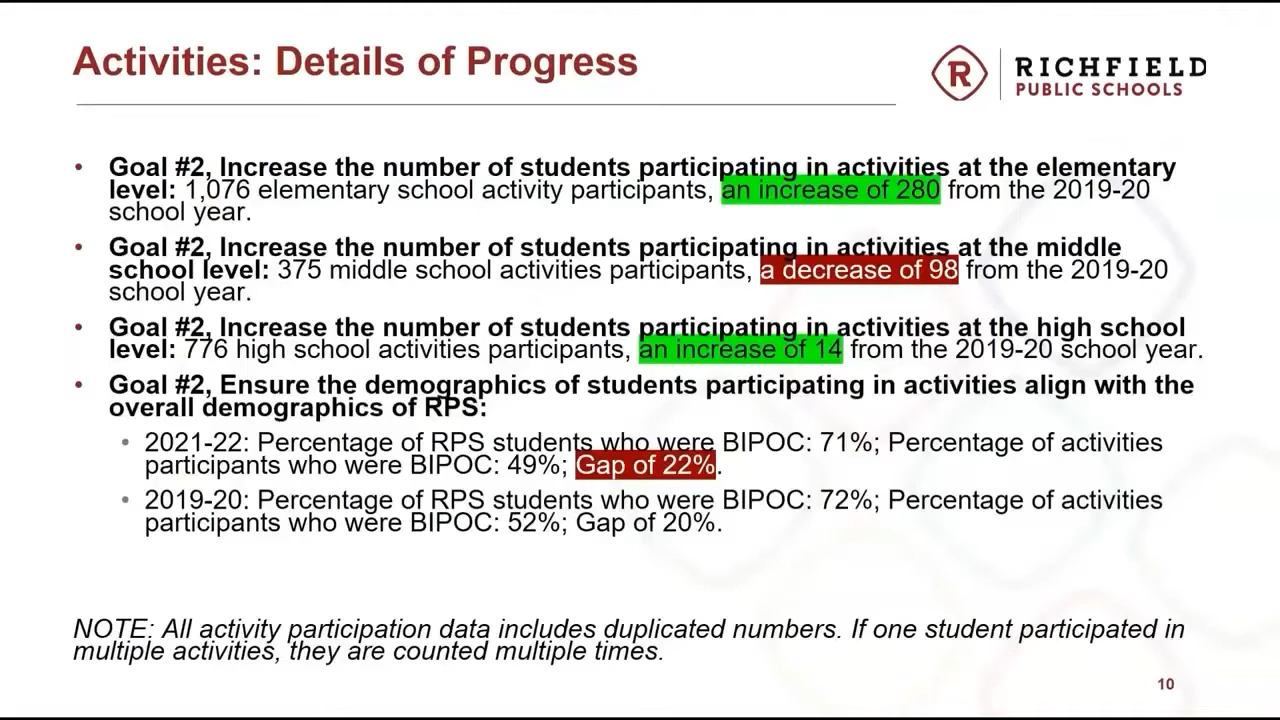 Activities: Details of Progress
RICHFIELD
PUBLIC SCHOOLS
• Goal #2, Increase the number of students participating in activities at the elementary
level: 1,076 elementary school activity participants, an increase of 280 from the 2019-20
school year.
• Goal #2, Increase the number of students participating in activities at the middle
school level: 375 middle school activities participants, a decrease of 98 from the 2019-20
school year.
• Goal #2, Increase the number of students participating in activities at the high school
level: 776 high school activities participants, an increase of 14 from the 2019-20 school year.
• Goal #2, Ensure the demographics of students participating in activities align with the
overall demographics of RPS:
• 2021-22: Percentage of RPS students who were BIPOC: 71%; Percentage of activities
participants who were BIPOC: 49%; Gap of 22%.
• 2019-20: Percentage of RPS students who were BIPOC: 72%; Percentage of activities
participants who were BIPOC: 52%; Gap of 20%.
NOTE: All activity participation data includes duplicated numbers. If one student participated in
multiple activities, they are counted multiple times.
10